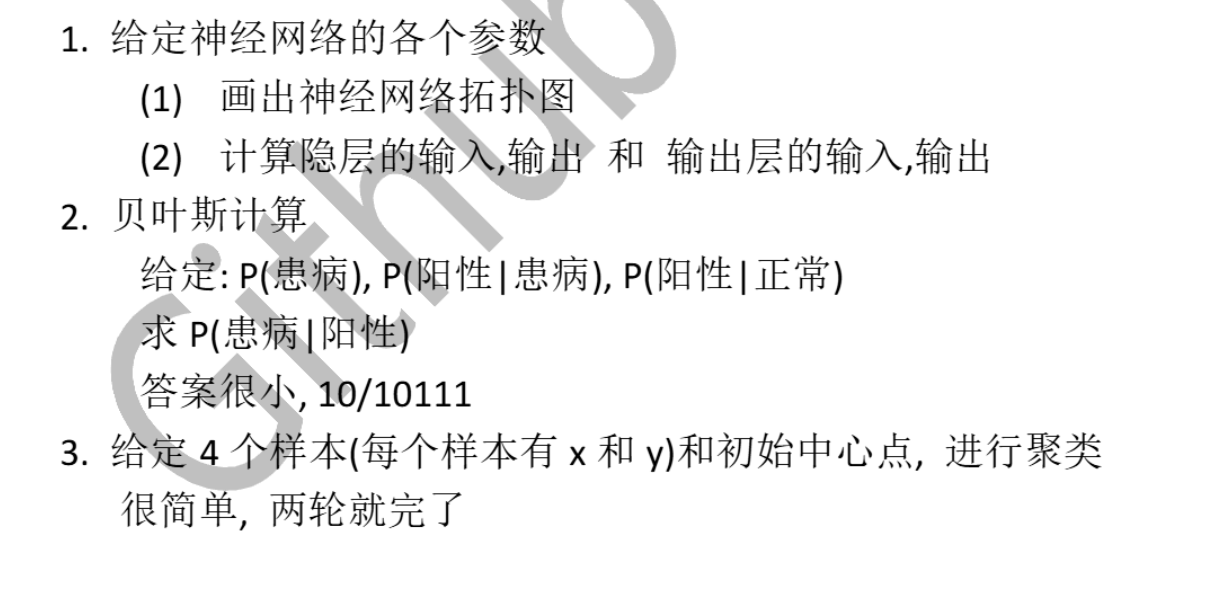 1. 给定神经网络的各个参数
(1) 画出神经网络拓扑图
(2) 计算隐层的输入,输出 和 输出层的输入,输出
2. 贝叶斯计算
给定: P(患病), P(阳性|患病), P(阳性|正常)
求 P(患病|阳性)
答案很小, 10/10111
3. 给定 4 个样本(每个样本有 x 和 y)和初始中心点, 进行聚类
很简单, 两轮就完了
Github